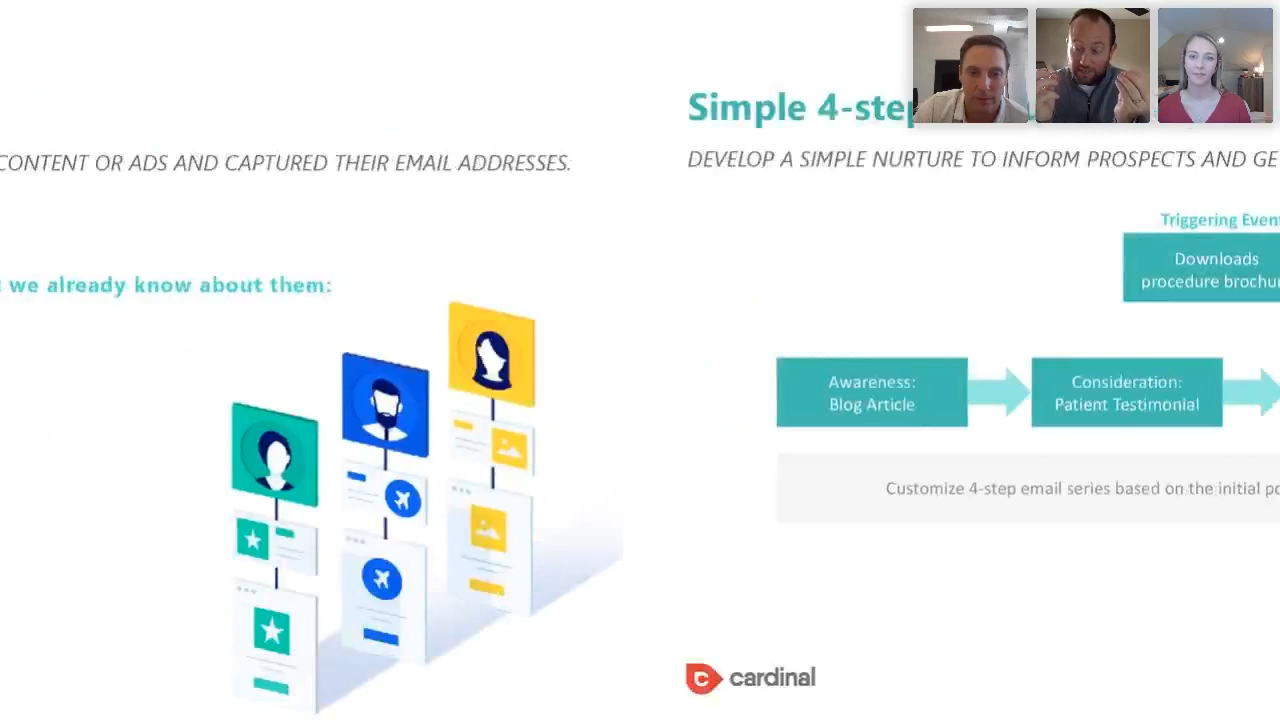 CONTENT OR ADS AND CAPTURED THEIR EMAIL ADDRESSES.
we already know about them:
Simple 4-step
DEVELOP A SIMPLE NURTURE TO INFORM PROSPECTS AND GE
Triggering Event
Downloads
procedure brochu
Awareness:
Blog Article
Consideration:
Patient Testimonial
Customize 4-step email series based on the initial po
cardinal